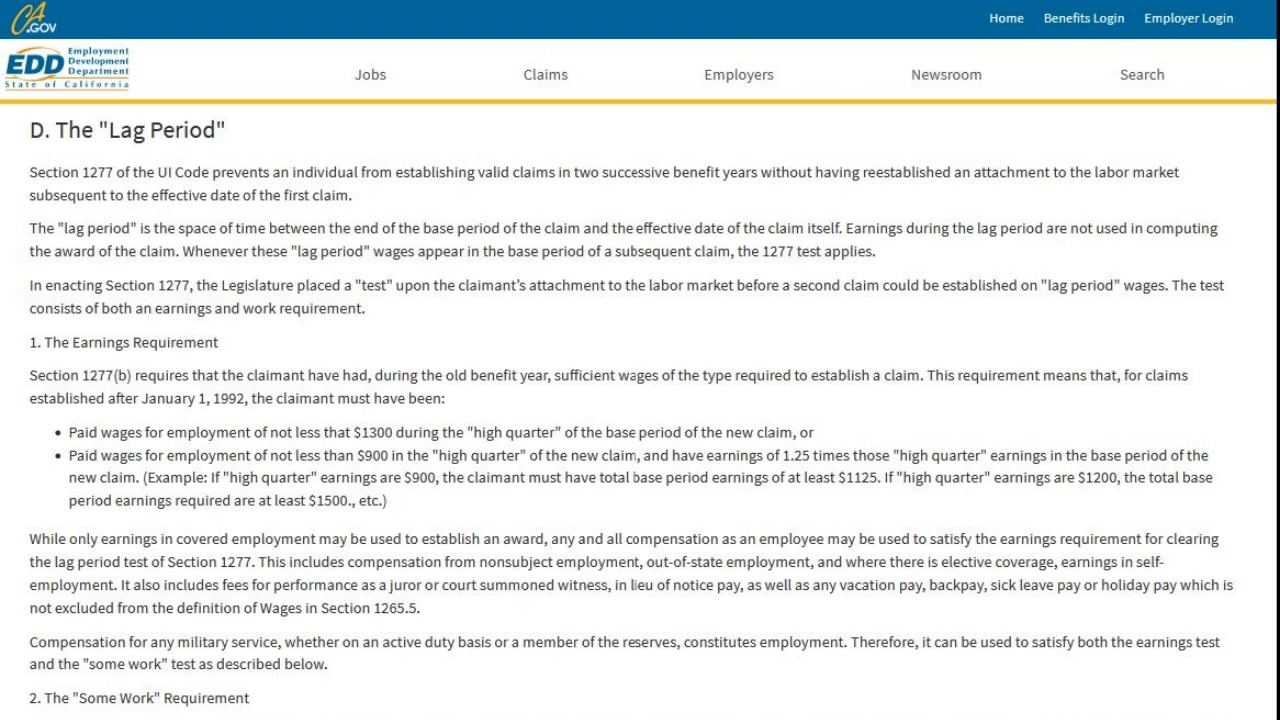 CA
.GOV
Home Benefits Login Employer Login
EDD Employment
Development
Department
State of California
Jobs Claims Employers Newsroom Search
D. The "Lag Period"
Section 1277 of the UI Code prevents an individual from establishing valid claims in two successive benefit years without having reestablished an attachment to the labor market
subsequent to the effective date of the first claim.
The "lag period" is the space of time between the end of the base period of the claim and the effective date of the claim itself. Earnings during the lag period are not used in computing
the award of the claim. Whenever these "lag period" wages appear in the base period of a subsequent claim, the 1277 test applies.
In enacting Section 1277, the Legislature placed a "test" upon the claimant’s attachment to the labor market before a second claim could be established on "lag period" wages. The test
consists of both an earnings and work requirement.
1. The Earnings Requirement
Section 1277(b) requires that the claimant have had, during the old benefit year, sufficient wages of the type required to establish a claim. This requirement means that, for claims
established after January 1, 1992, the claimant must have been:
• Paid wages for employment of not less that $1300 during the "high quarter" of the base period of the new claim, or
• Paid wages for employment of not less than $900 in the "high quarter" of the new claim, and have earnings of 1.25 times those "high quarter" earnings in the base period of the
new claim. (Example: If "high quarter" earnings are $900, the claimant must have total base period earnings of at least $1125. If "high quarter" earnings are $1200, the total base
period earnings required are at least $1500., etc.)
While only earnings in covered employment may be used to establish an award, any and all compensation as an employee may be used to satisfy the earnings requirement for clearing
the lag period test of Section 1277. This includes compensation from nonsubject employment, out-of-state employment, and where there is elective coverage, earnings in self-
employment. It also includes fees for performance as a juror or court summoned witness, in lieu of notice pay, as well as any vacation pay, backpay, sick leave pay or holiday pay which is
not excluded from the definition of Wages in Section 1265.5.
Compensation for any military service, whether on an active duty basis or a member of the reserves, constitutes employment. Therefore, it can be used to satisfy both the earnings test
and the "some work" test as described below.
2. The "Some Work" Requirement